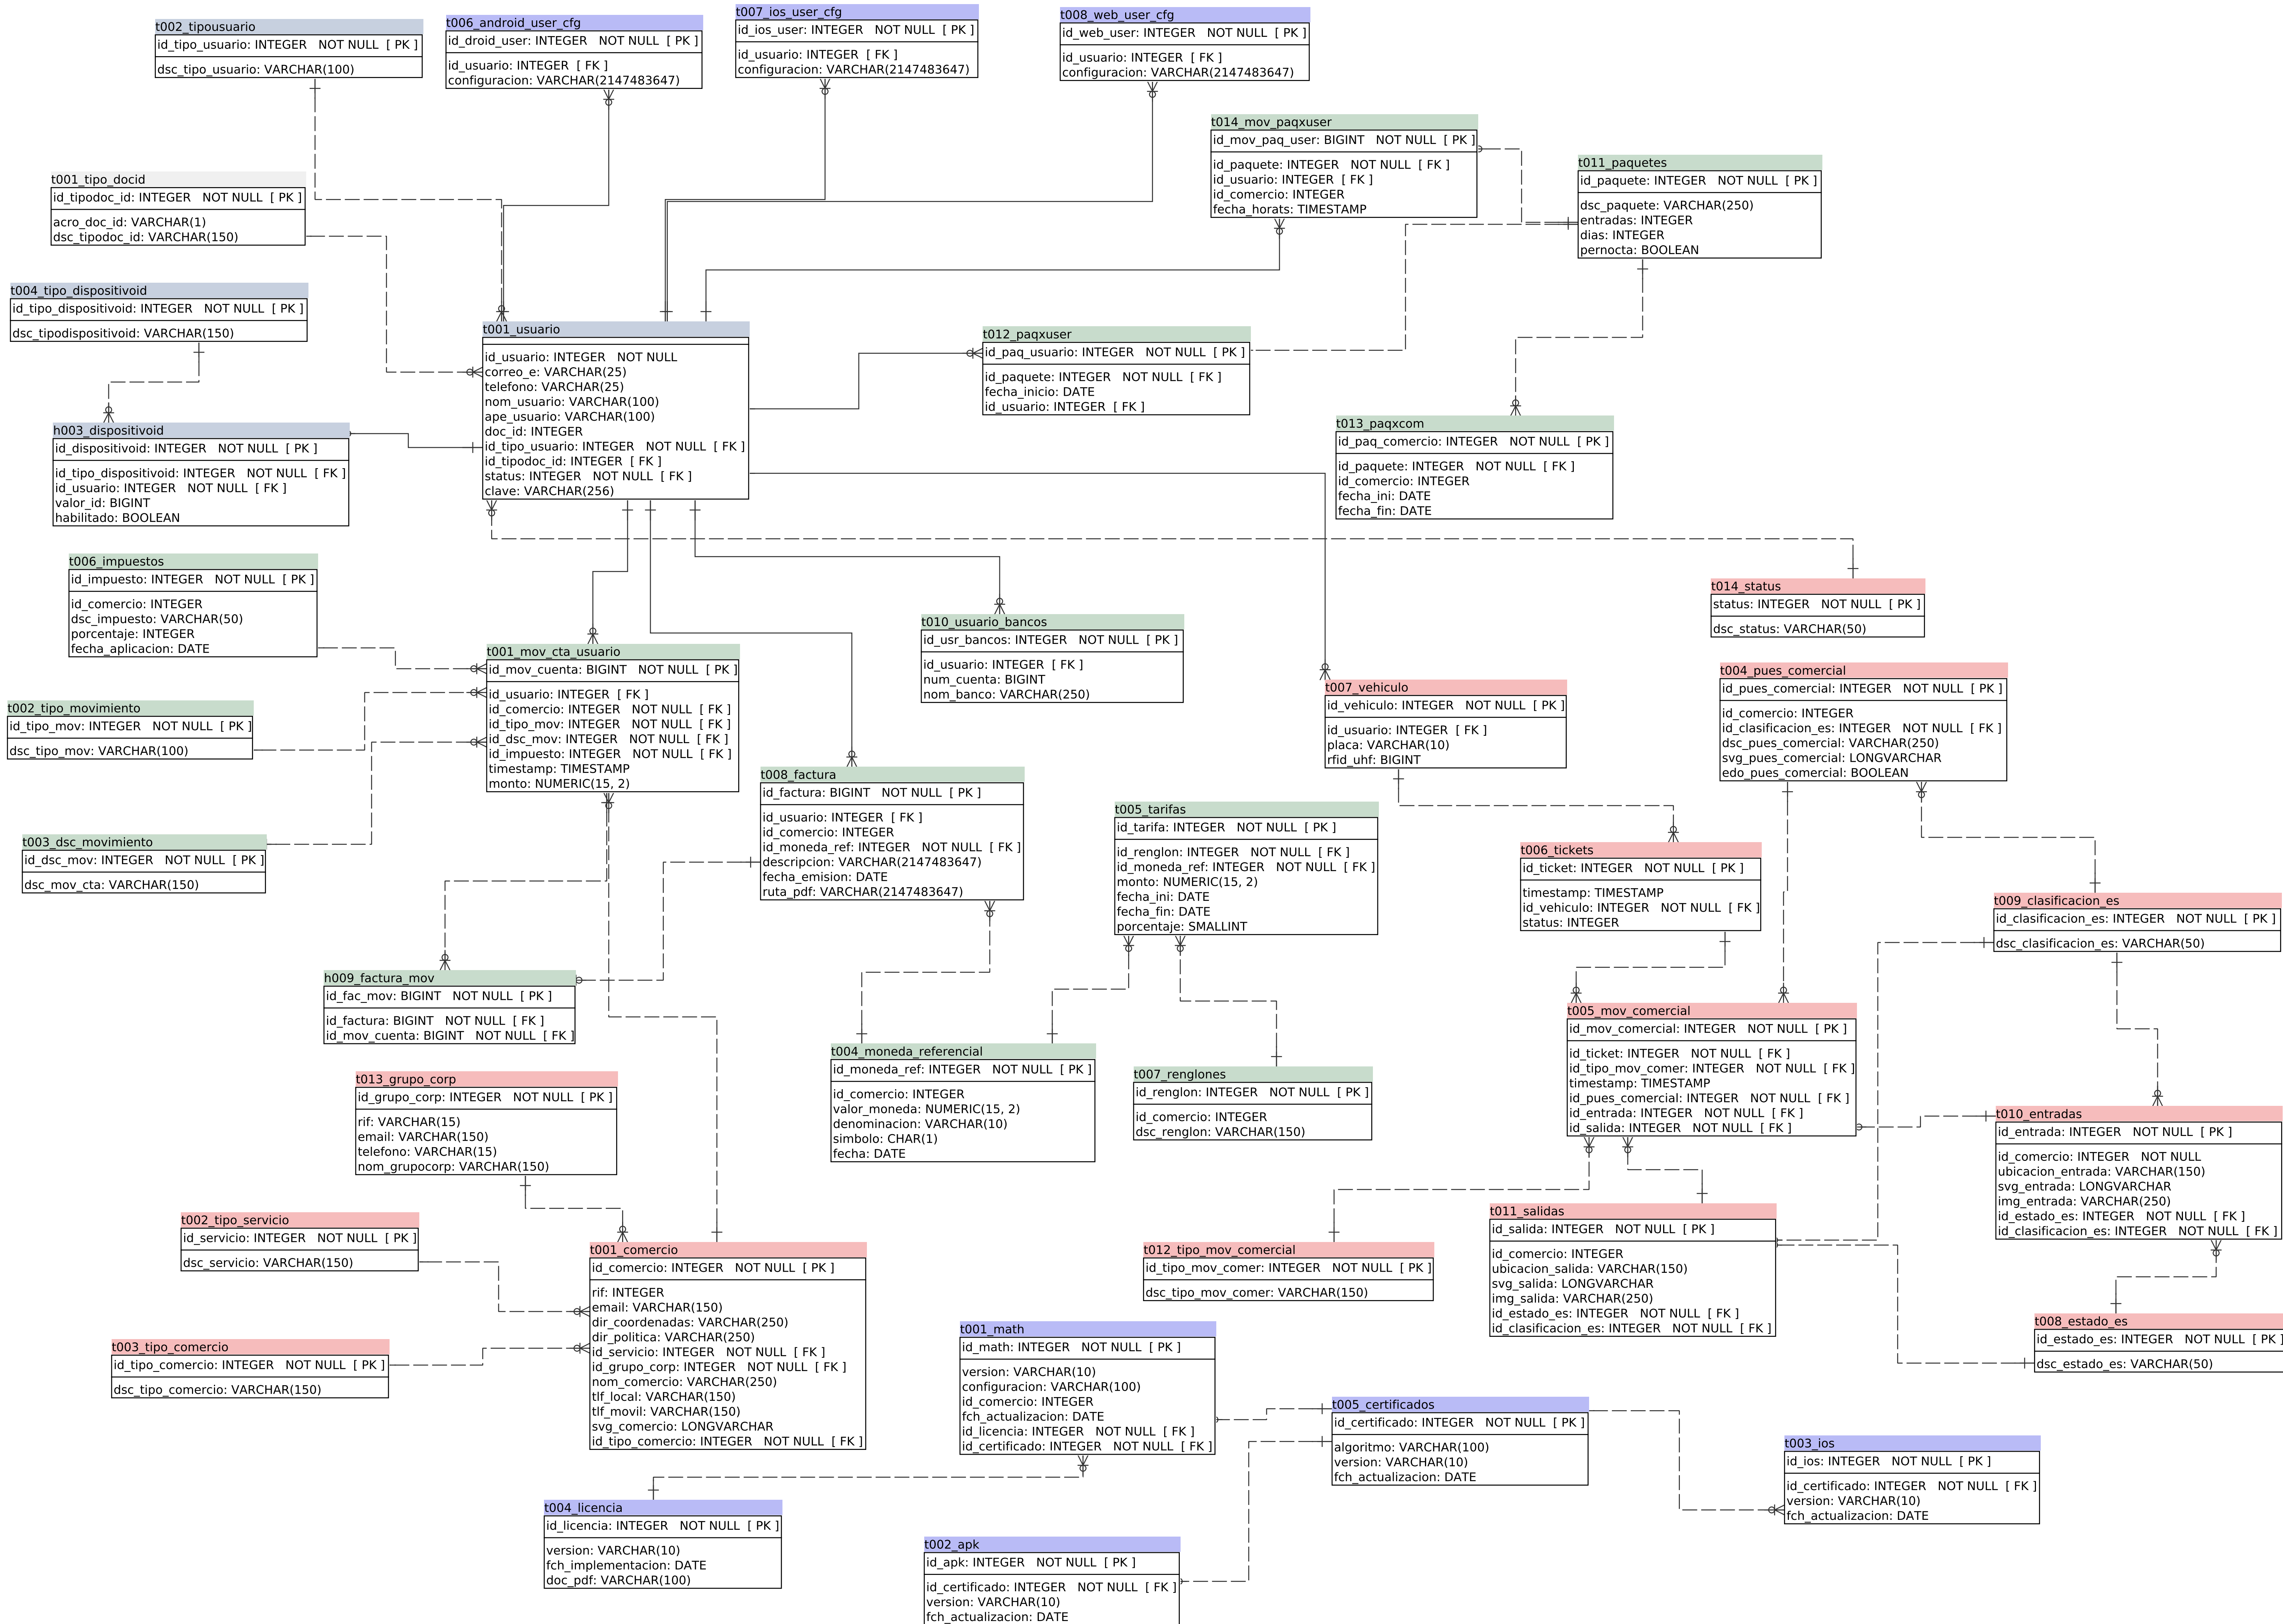 t002_tipousuario
id_tipo_usuario: INTEGER   NOT NULL  [ PK ]
dsc_tipo_usuario: VARCHAR(100)
t006_android_user_cfg
id_droid_user: INTEGER   NOT NULL  [ PK ]
id_usuario: INTEGER  [ FK ]
configuracion: VARCHAR(2147483647)
t007_ios_user_cfg
id_ios_user: INTEGER   NOT NULL  [ PK ]
id_usuario: INTEGER  [ FK ]
configuracion: VARCHAR(2147483647)
t008_web_user_cfg
id_web_user: INTEGER   NOT NULL  [ PK ]
id_usuario: INTEGER  [ FK ]
configuracion: VARCHAR(2147483647)
t014_mov_paqxuser
id_mov_paq_user: BIGINT   NOT NULL  [ PK ]
id_paquete: INTEGER   NOT NULL  [ FK ]
id_usuario: INTEGER  [ FK ]
id_comercio: INTEGER
fecha_horats: TIMESTAMP
t011_paquetes
id_paquete: INTEGER   NOT NULL  [ PK ]
dsc_paquete: VARCHAR(250)
entradas: INTEGER
dias: INTEGER
pernocta: BOOLEAN
t001_tipo_docid
id_tipodoc_id: INTEGER   NOT NULL  [ PK ]
acro_doc_id: VARCHAR(1)
dsc_tipodoc_id: VARCHAR(150)
t004_tipo_dispositivoid
id_tipo_dispositivoid: INTEGER   NOT NULL  [ PK ]
dsc_tipodispositivoid: VARCHAR(150)
t001_usuario
id_usuario: INTEGER   NOT NULL
correo_e: VARCHAR(25)
telefono: VARCHAR(25)
nom_usuario: VARCHAR(100)
ape_usuario: VARCHAR(100)
doc_id: INTEGER
id_tipo_usuario: INTEGER   NOT NULL  [ FK ]
id_tipodoc_id: INTEGER  [ FK ]
status: INTEGER   NOT NULL  [ FK ]
clave: VARCHAR(256)
t012_paqxuser
id_paq_usuario: INTEGER   NOT NULL  [ PK ]
id_paquete: INTEGER   NOT NULL  [ FK ]
fecha_inicio: DATE
id_usuario: INTEGER  [ FK ]
h003_dispositivoid
id_dispositivoid: INTEGER   NOT NULL  [ PK ]
id_tipo_dispositivoid: INTEGER   NOT NULL  [ FK ]
id_usuario: INTEGER   NOT NULL  [ FK ]
valor_id: BIGINT
habilitado: BOOLEAN
t013_paqxcom
id_paq_comercio: INTEGER   NOT NULL  [ PK ]
id_paquete: INTEGER   NOT NULL  [ FK ]
id_comercio: INTEGER
fecha_ini: DATE
fecha_fin: DATE
t006_impuestos
id_impuesto: INTEGER   NOT NULL  [ PK ]
id_comercio: INTEGER
dsc_impuesto: VARCHAR(50)
porcentaje: INTEGER
fecha_aplicacion: DATE
t014_status
status: INTEGER   NOT NULL  [ PK ]
dsc_status: VARCHAR(50)
t010_usuario_bancos
id_usr_bancos: INTEGER   NOT NULL  [ PK ]
id_usuario: INTEGER  [ FK ]
num_cuenta: BIGINT
nom_banco: VARCHAR(250)
t001_mov_cta_usuario
id_mov_cuenta: BIGINT   NOT NULL  [ PK ]
id_usuario: INTEGER  [ FK ]
id_comercio: INTEGER   NOT NULL  [ FK ]
id_tipo_mov: INTEGER   NOT NULL  [ FK ]
id_dsc_mov: INTEGER   NOT NULL  [ FK ]
id_impuesto: INTEGER   NOT NULL  [ FK ]
timestamp: TIMESTAMP
monto: NUMERIC(15, 2)
t002_tipo_movimiento
id_tipo_mov: INTEGER   NOT NULL  [ PK ]
dsc_tipo_mov: VARCHAR(100)
t007_vehiculo
id_vehiculo: INTEGER   NOT NULL  [ PK ]
id_usuario: INTEGER  [ FK ]
placa: VARCHAR(10)
rfid_uhf: BIGINT
t004_pues_comercial
id_pues_comercial: INTEGER   NOT NULL  [ PK ]
id_comercio: INTEGER
id_clasificacion_es: INTEGER   NOT NULL  [ FK ]
dsc_pues_comercial: VARCHAR(250)
svg_pues_comercial: LONGVARCHAR
edo_pues_comercial: BOOLEAN
t008_factura
id_factura: BIGINT   NOT NULL  [ PK ]
id_usuario: INTEGER  [ FK ]
id_comercio: INTEGER
id_moneda_ref: INTEGER   NOT NULL  [ FK ]
descripcion: VARCHAR(2147483647)
fecha_emision: DATE
ruta_pdf: VARCHAR(2147483647)
t005_tarifas
id_tarifa: INTEGER   NOT NULL  [ PK ]
id_renglon: INTEGER   NOT NULL  [ FK ]
id_moneda_ref: INTEGER   NOT NULL  [ FK ]
monto: NUMERIC(15, 2)
fecha_ini: DATE
fecha_fin: DATE
porcentaje: SMALLINT
t003_dsc_movimiento
id_dsc_mov: INTEGER   NOT NULL  [ PK ]
dsc_mov_cta: VARCHAR(150)
t006_tickets
id_ticket: INTEGER   NOT NULL  [ PK ]
timestamp: TIMESTAMP
id_vehiculo: INTEGER   NOT NULL  [ FK ]
status: INTEGER
t009_clasificacion_es
id_clasificacion_es: INTEGER   NOT NULL  [ PK ]
dsc_clasificacion_es: VARCHAR(50)
h009_factura_mov
id_fac_mov: BIGINT   NOT NULL  [ PK ]
id_factura: BIGINT   NOT NULL  [ FK ]
id_mov_cuenta: BIGINT   NOT NULL  [ FK ]
t005_mov_comercial
id_mov_comercial: INTEGER   NOT NULL  [ PK ]
id_ticket: INTEGER   NOT NULL  [ FK ]
id_tipo_mov_comer: INTEGER   NOT NULL  [ FK ]
timestamp: TIMESTAMP
id_pues_comercial: INTEGER   NOT NULL  [ FK ]
id_entrada: INTEGER   NOT NULL  [ FK ]
id_salida: INTEGER   NOT NULL  [ FK ]
t004_moneda_referencial
id_moneda_ref: INTEGER   NOT NULL  [ PK ]
id_comercio: INTEGER
valor_moneda: NUMERIC(15, 2)
denominacion: VARCHAR(10)
simbolo: CHAR(1)
fecha: DATE
t007_renglones
id_renglon: INTEGER   NOT NULL  [ PK ]
id_comercio: INTEGER
dsc_renglon: VARCHAR(150)
t013_grupo_corp
id_grupo_corp: INTEGER   NOT NULL  [ PK ]
rif: VARCHAR(15)
email: VARCHAR(150)
telefono: VARCHAR(15)
nom_grupocorp: VARCHAR(150)
t010_entradas
id_entrada: INTEGER   NOT NULL  [ PK ]
id_comercio: INTEGER   NOT NULL
ubicacion_entrada: VARCHAR(150)
svg_entrada: LONGVARCHAR
img_entrada: VARCHAR(250)
id_estado_es: INTEGER   NOT NULL  [ FK ]
id_clasificacion_es: INTEGER   NOT NULL  [ FK ]
t002_tipo_servicio
id_servicio: INTEGER   NOT NULL  [ PK ]
dsc_servicio: VARCHAR(150)
t011_salidas
id_salida: INTEGER   NOT NULL  [ PK ]
id_comercio: INTEGER
ubicacion_salida: VARCHAR(150)
svg_salida: LONGVARCHAR
img_salida: VARCHAR(250)
id_estado_es: INTEGER   NOT NULL  [ FK ]
id_clasificacion_es: INTEGER   NOT NULL  [ FK ]
t001_comercio
id_comercio: INTEGER   NOT NULL  [ PK ]
rif: INTEGER
email: VARCHAR(150)
dir_coordenadas: VARCHAR(250)
dir_politica: VARCHAR(250)
id_servicio: INTEGER   NOT NULL  [ FK ]
id_grupo_corp: INTEGER   NOT NULL  [ FK ]
nom_comercio: VARCHAR(250)
tlf_local: VARCHAR(150)
tlf_movil: VARCHAR(150)
svg_comercio: LONGVARCHAR
id_tipo_comercio: INTEGER   NOT NULL  [ FK ]
t012_tipo_mov_comercial
id_tipo_mov_comer: INTEGER   NOT NULL  [ PK ]
dsc_tipo_mov_comer: VARCHAR(150)
t008_estado_es
id_estado_es: INTEGER   NOT NULL  [ PK ]
dsc_estado_es: VARCHAR(50)
t003_tipo_comercio
id_tipo_comercio: INTEGER   NOT NULL  [ PK ]
dsc_tipo_comercio: VARCHAR(150)
t001_math
id_math: INTEGER   NOT NULL  [ PK ]
version: VARCHAR(10)
configuracion: VARCHAR(100)
id_comercio: INTEGER
fch_actualizacion: DATE
id_licencia: INTEGER   NOT NULL  [ FK ]
id_certificado: INTEGER   NOT NULL  [ FK ]
t005_certificados
id_certificado: INTEGER   NOT NULL  [ PK ]
algoritmo: VARCHAR(100)
version: VARCHAR(10)
fch_actualizacion: DATE
t003_ios
id_ios: INTEGER   NOT NULL  [ PK ]
id_certificado: INTEGER   NOT NULL  [ FK ]
version: VARCHAR(10)
fch_actualizacion: DATE
t004_licencia
id_licencia: INTEGER   NOT NULL  [ PK ]
version: VARCHAR(10)
fch_implementacion: DATE
doc_pdf: VARCHAR(100)
t002_apk
id_apk: INTEGER   NOT NULL  [ PK ]
id_certificado: INTEGER   NOT NULL  [ FK ]
version: VARCHAR(10)
fch_actualizacion: DATE